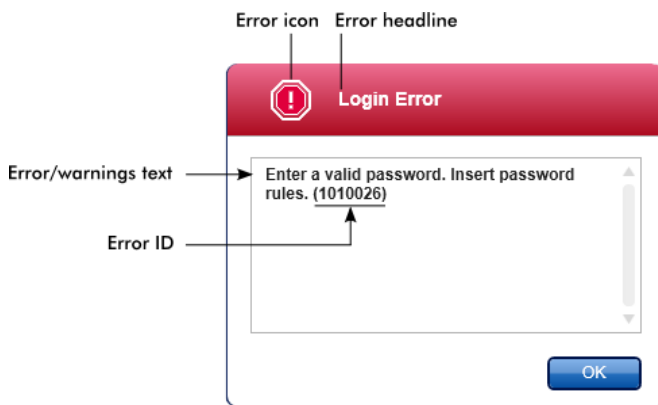 Error icon Error headline
Login Error
Error/warnings text
Enter a valid password. Insert password
rules. (1010026)
Error ID
OK